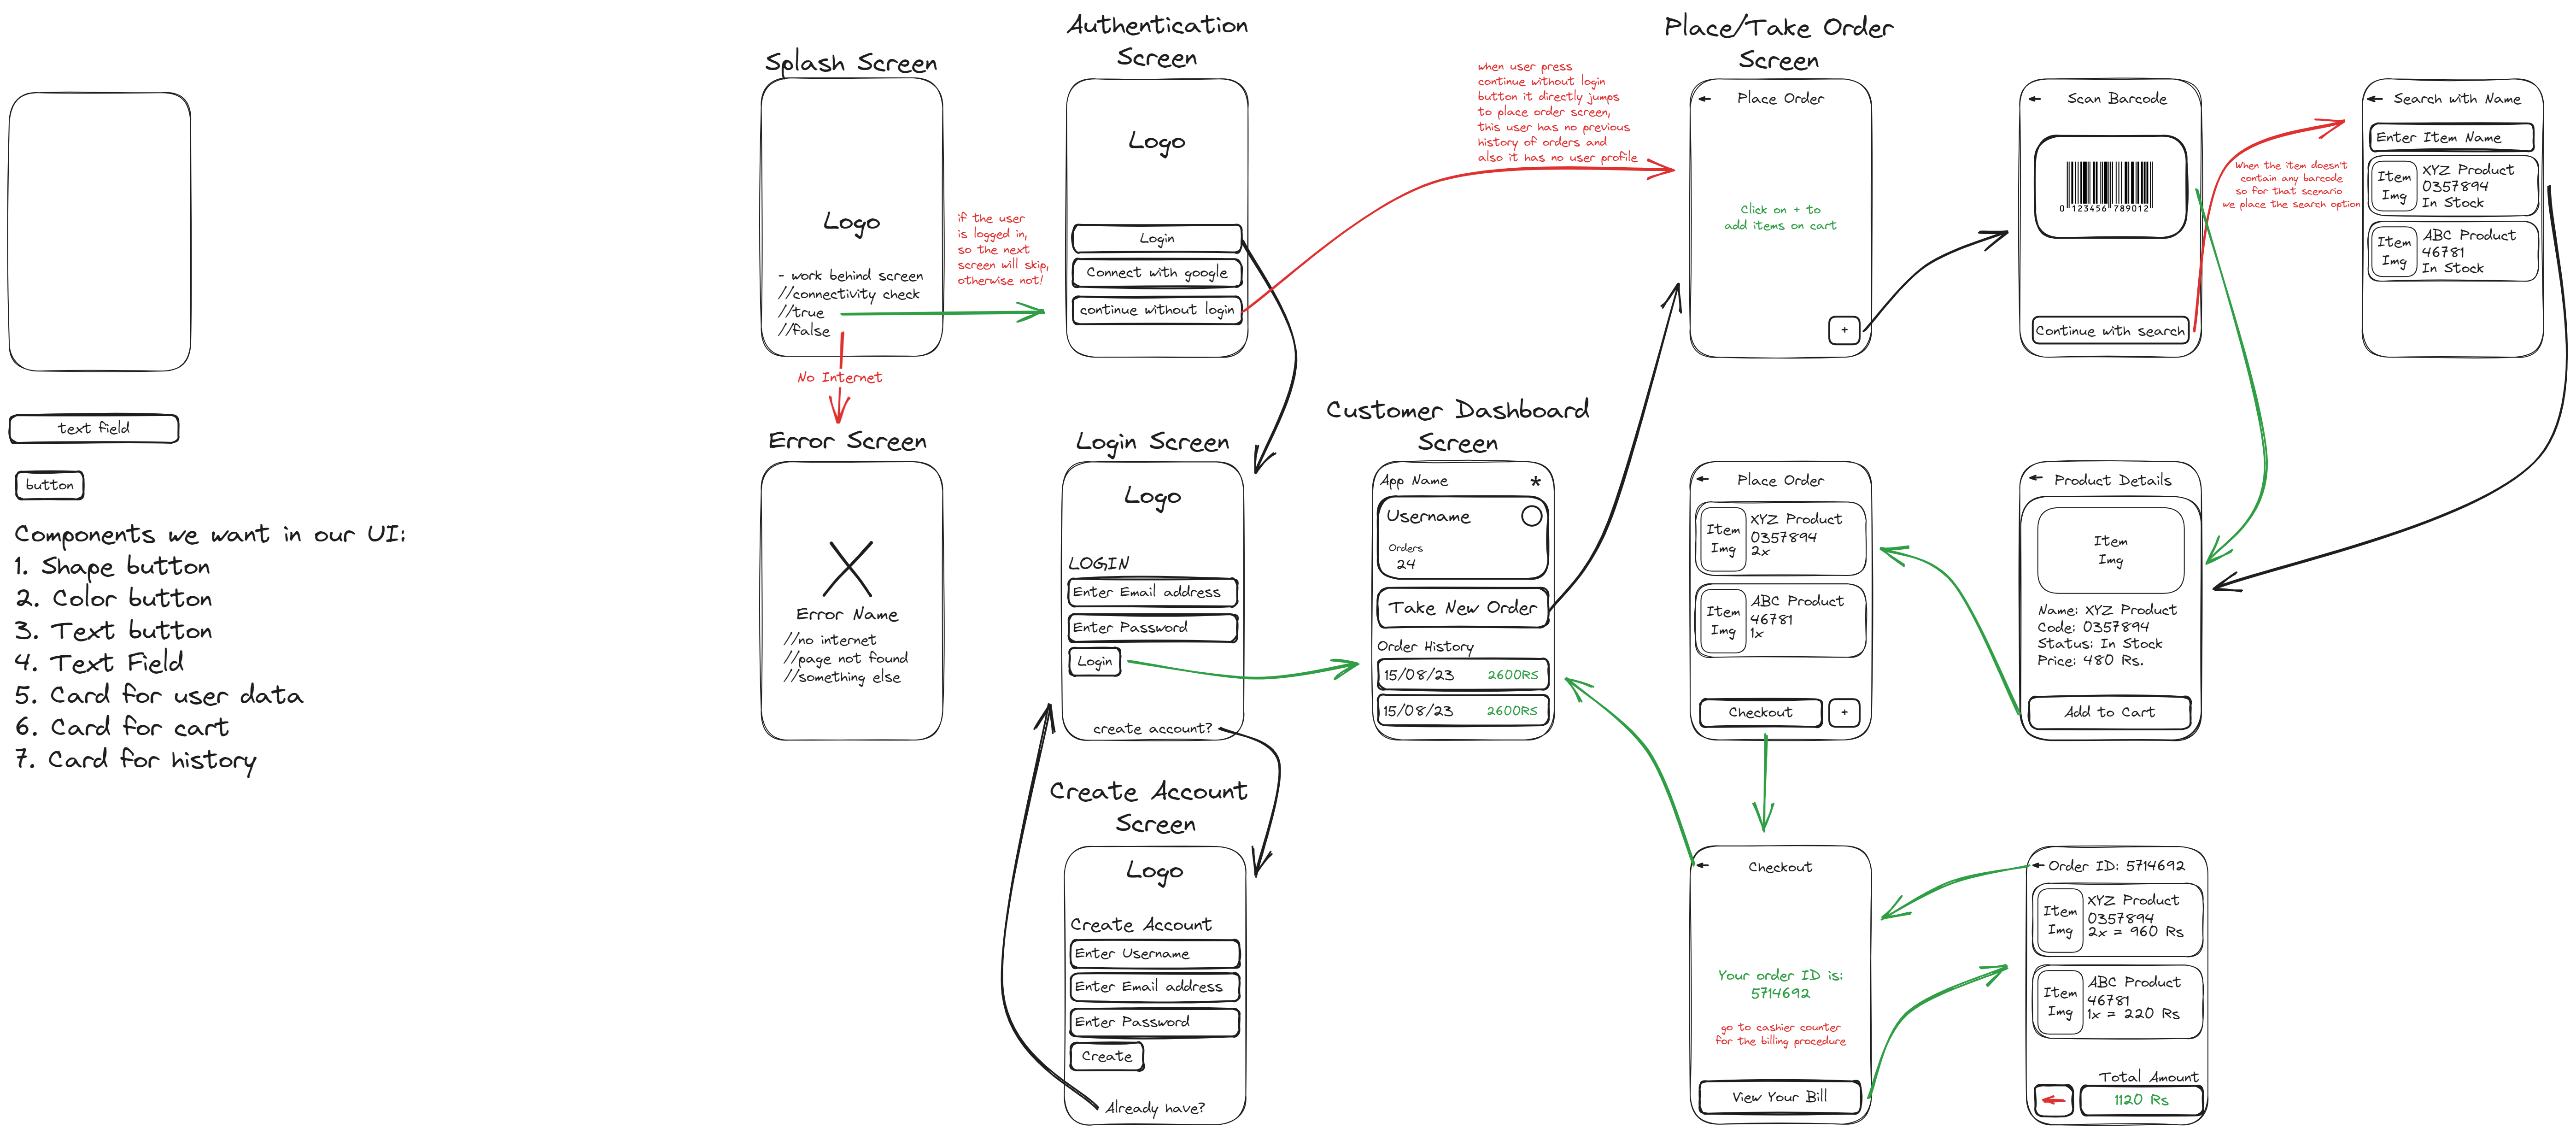 text field
button
Components we want in our UI:
1. Shape button
2. Color button
3. Text button
4. Text Field
5. Card for user data
6. Card for cart
7. Card for history
Splash Screen
Logo
- work behind screen
//connectivity check
//true
//false
if the user
is logged in,
so the next
screen will skip,
otherwise not!
No Internet
Error Screen
Error Name
//no internet
//page not found
//something else
Authentication
Screen
Logo
Login
Connect with google
continue without login
when user press
continue without login
button it directly jumps
to place order screen,
this user has no previous
history of orders and
also it has no user profile
Login Screen
Logo
LOGIN
Enter Email address
Enter Password
Login
create account?
Create Account
Screen
Logo
Create Account
Enter Username
Enter Email address
Enter Password
Create
Already have?
Customer Dashboard
Screen
App Name *
Username
Orders
24
Take New Order
Order History
15/08/23 2600RS
15/08/23 2600RS
Place/Take Order
Screen
Place Order
Click on + to
add items on cart
+
Scan Barcode
0 123456 789012
Continue with search
When the item doesn't
contain any barcode
so for that scenario
we place the search option
Search with Name
Enter Item Name
Item
Img
XYZ Product
0357894
In Stock
Item
Img
ABC Product
46781
In Stock
Place Order
Item
Img
XYZ Product
0357894
2x
Item
Img
ABC Product
46781
1x
Checkout
+
Product Details
Item
Img
Name: XYZ Product
Code: 0357894
Status: In Stock
Price: 480 Rs.
Add to Cart
Checkout
Your order ID is:
5714692
go to cashier counter
for the billing procedure
View Your Bill
Order ID: 5714692
Item
Img
XYZ Product
0357894
2x = 960 Rs
Item
Img
ABC Product
46781
1x = 220 Rs
Total Amount
1120 Rs